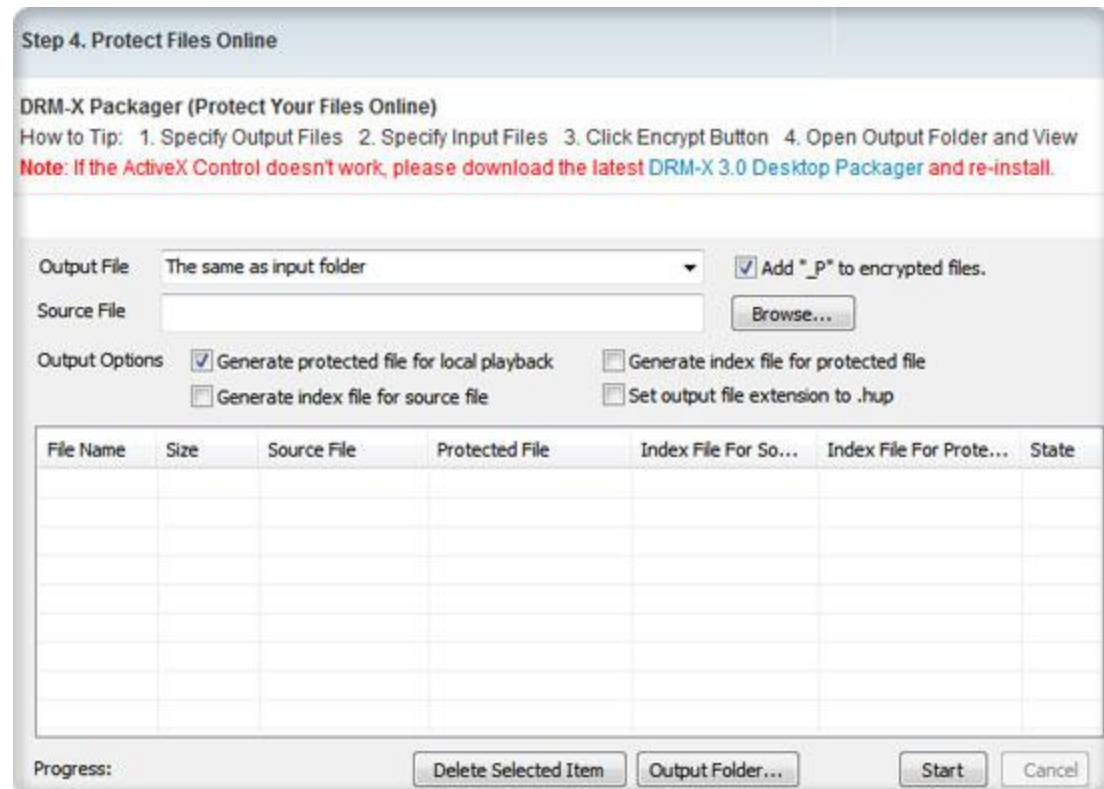 Step 4. Protect Files Online
DRM-X Packager (Protect Your Files Online)
How to Tip: 1. Specify Output Files 2. Specify Input Files 3. Click Encrypt Button 4. Open Output Folder and View
Note: If the ActiveX Control doesn't work, please download the latest DRM-X 3.0 Desktop Packager and re-install.
Output File The same as input folder Add "_P" to encrypted files.
Source File Browse...
Output Options Generate protected file for local playback Generate index file for protected file
Generate index file for source file Set output file extension to .hup
File Name Size Source File Protected File Index File For So... Index File For Prote... State
Progress: Delete Selected Item Output Folder... Start Cancel